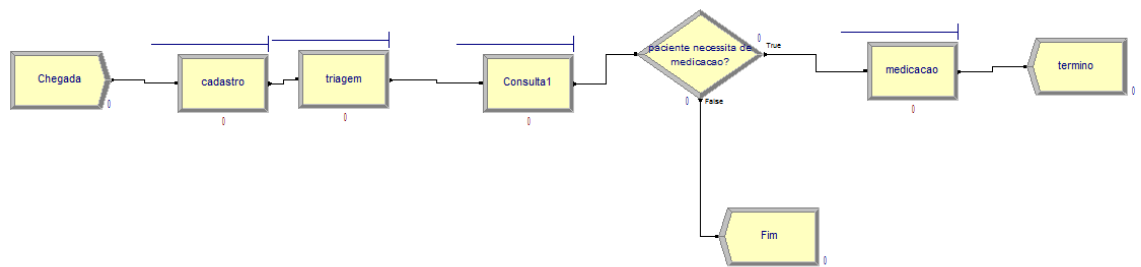 Chegada
0
cadastro
0
triagem
0
Consulta1
0
paciente necessita de
medicacao?
0
True
0
False
medicacao
0
termino
0
Fim
0